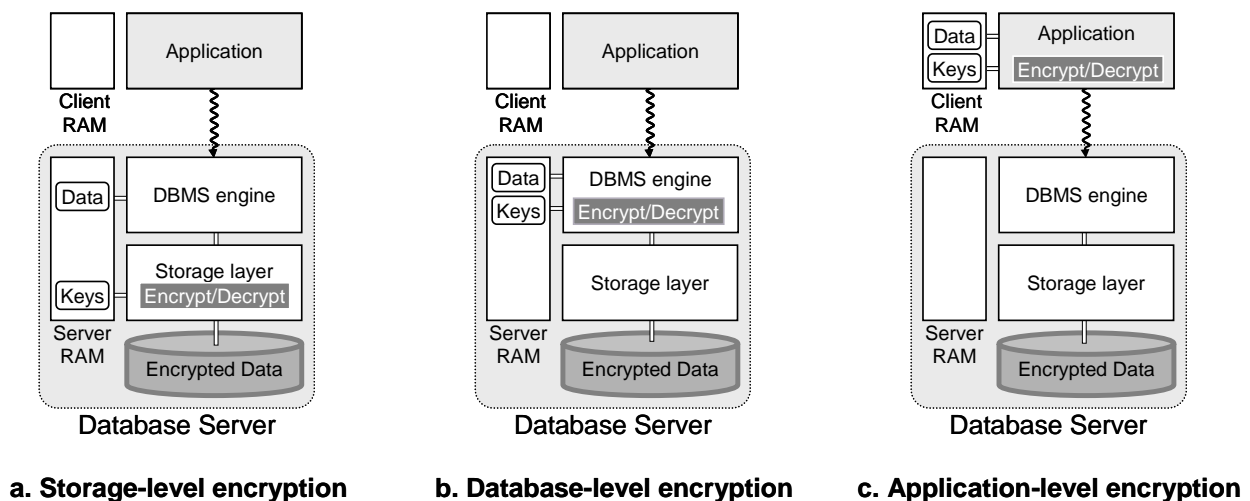 Application
Client
RAM
Data
DBMS engine
Storage layer
Encrypt/Decrypt
Keys
Server
RAM
Encrypted Data
Database Server
a. Storage-level encryption
Application
Client
RAM
Data
Keys
DBMS engine
Encrypt/Decrypt
Storage layer
Server
RAM
Encrypted Data
Database Server
b. Database-level encryption
Data
Keys
Application
Encrypt/Decrypt
Client
RAM
DBMS engine
Storage layer
Server
RAM
Encrypted Data
Database Server
c. Application-level encryption